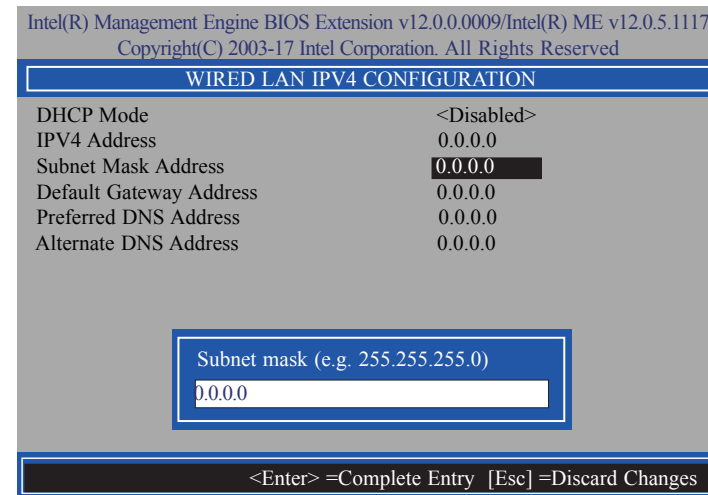 Intel(R) Management Engine BIOS Extension v12.0.0.0009/Intel(R) ME v12.0.5.1117
Copyright(C) 2003-17 Intel Corporation. All Rights Reserved
WIRED LAN IPV4 CONFIGURATION
DHCP Mode <Disabled>
IPV4 Address 0.0.0.0
Subnet Mask Address 0.0.0.0
Default Gateway Address 0.0.0.0
Preferred DNS Address 0.0.0.0
Alternate DNS Address 0.0.0.0
Subnet mask (e.g. 255.255.255.0)
0.0.0.0
<Enter> =Complete Entry [Esc] =Discard Changes